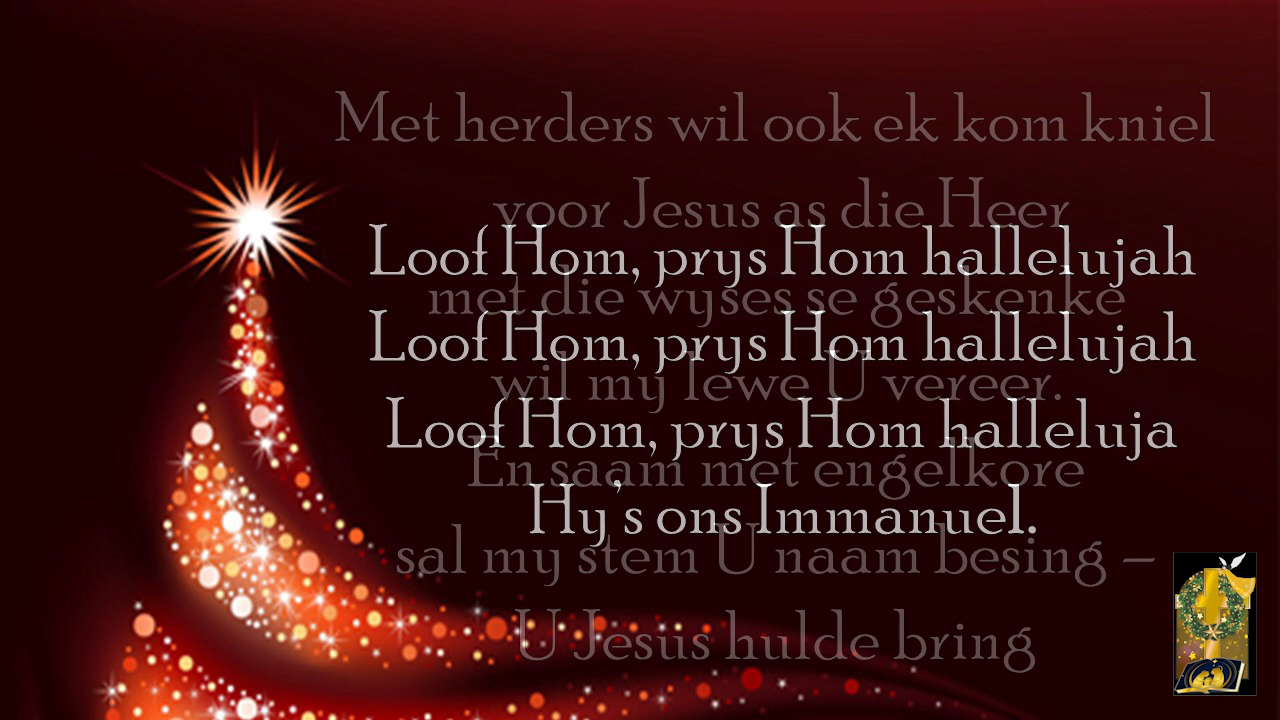 Met herders wil ook ek kom kniel
voor Jesus as die Heer
met die wyses se geskenke
wil my lewe U vereer.
En saam met engelkore
sal my stem U naam besing –
U Jesus hulde bring
Loof Hom, prys Hom hallelujah
Loof Hom, prys Hom hallelujah
Loof Hom, prys Hom halleluja
Hy's ons Immanuel.